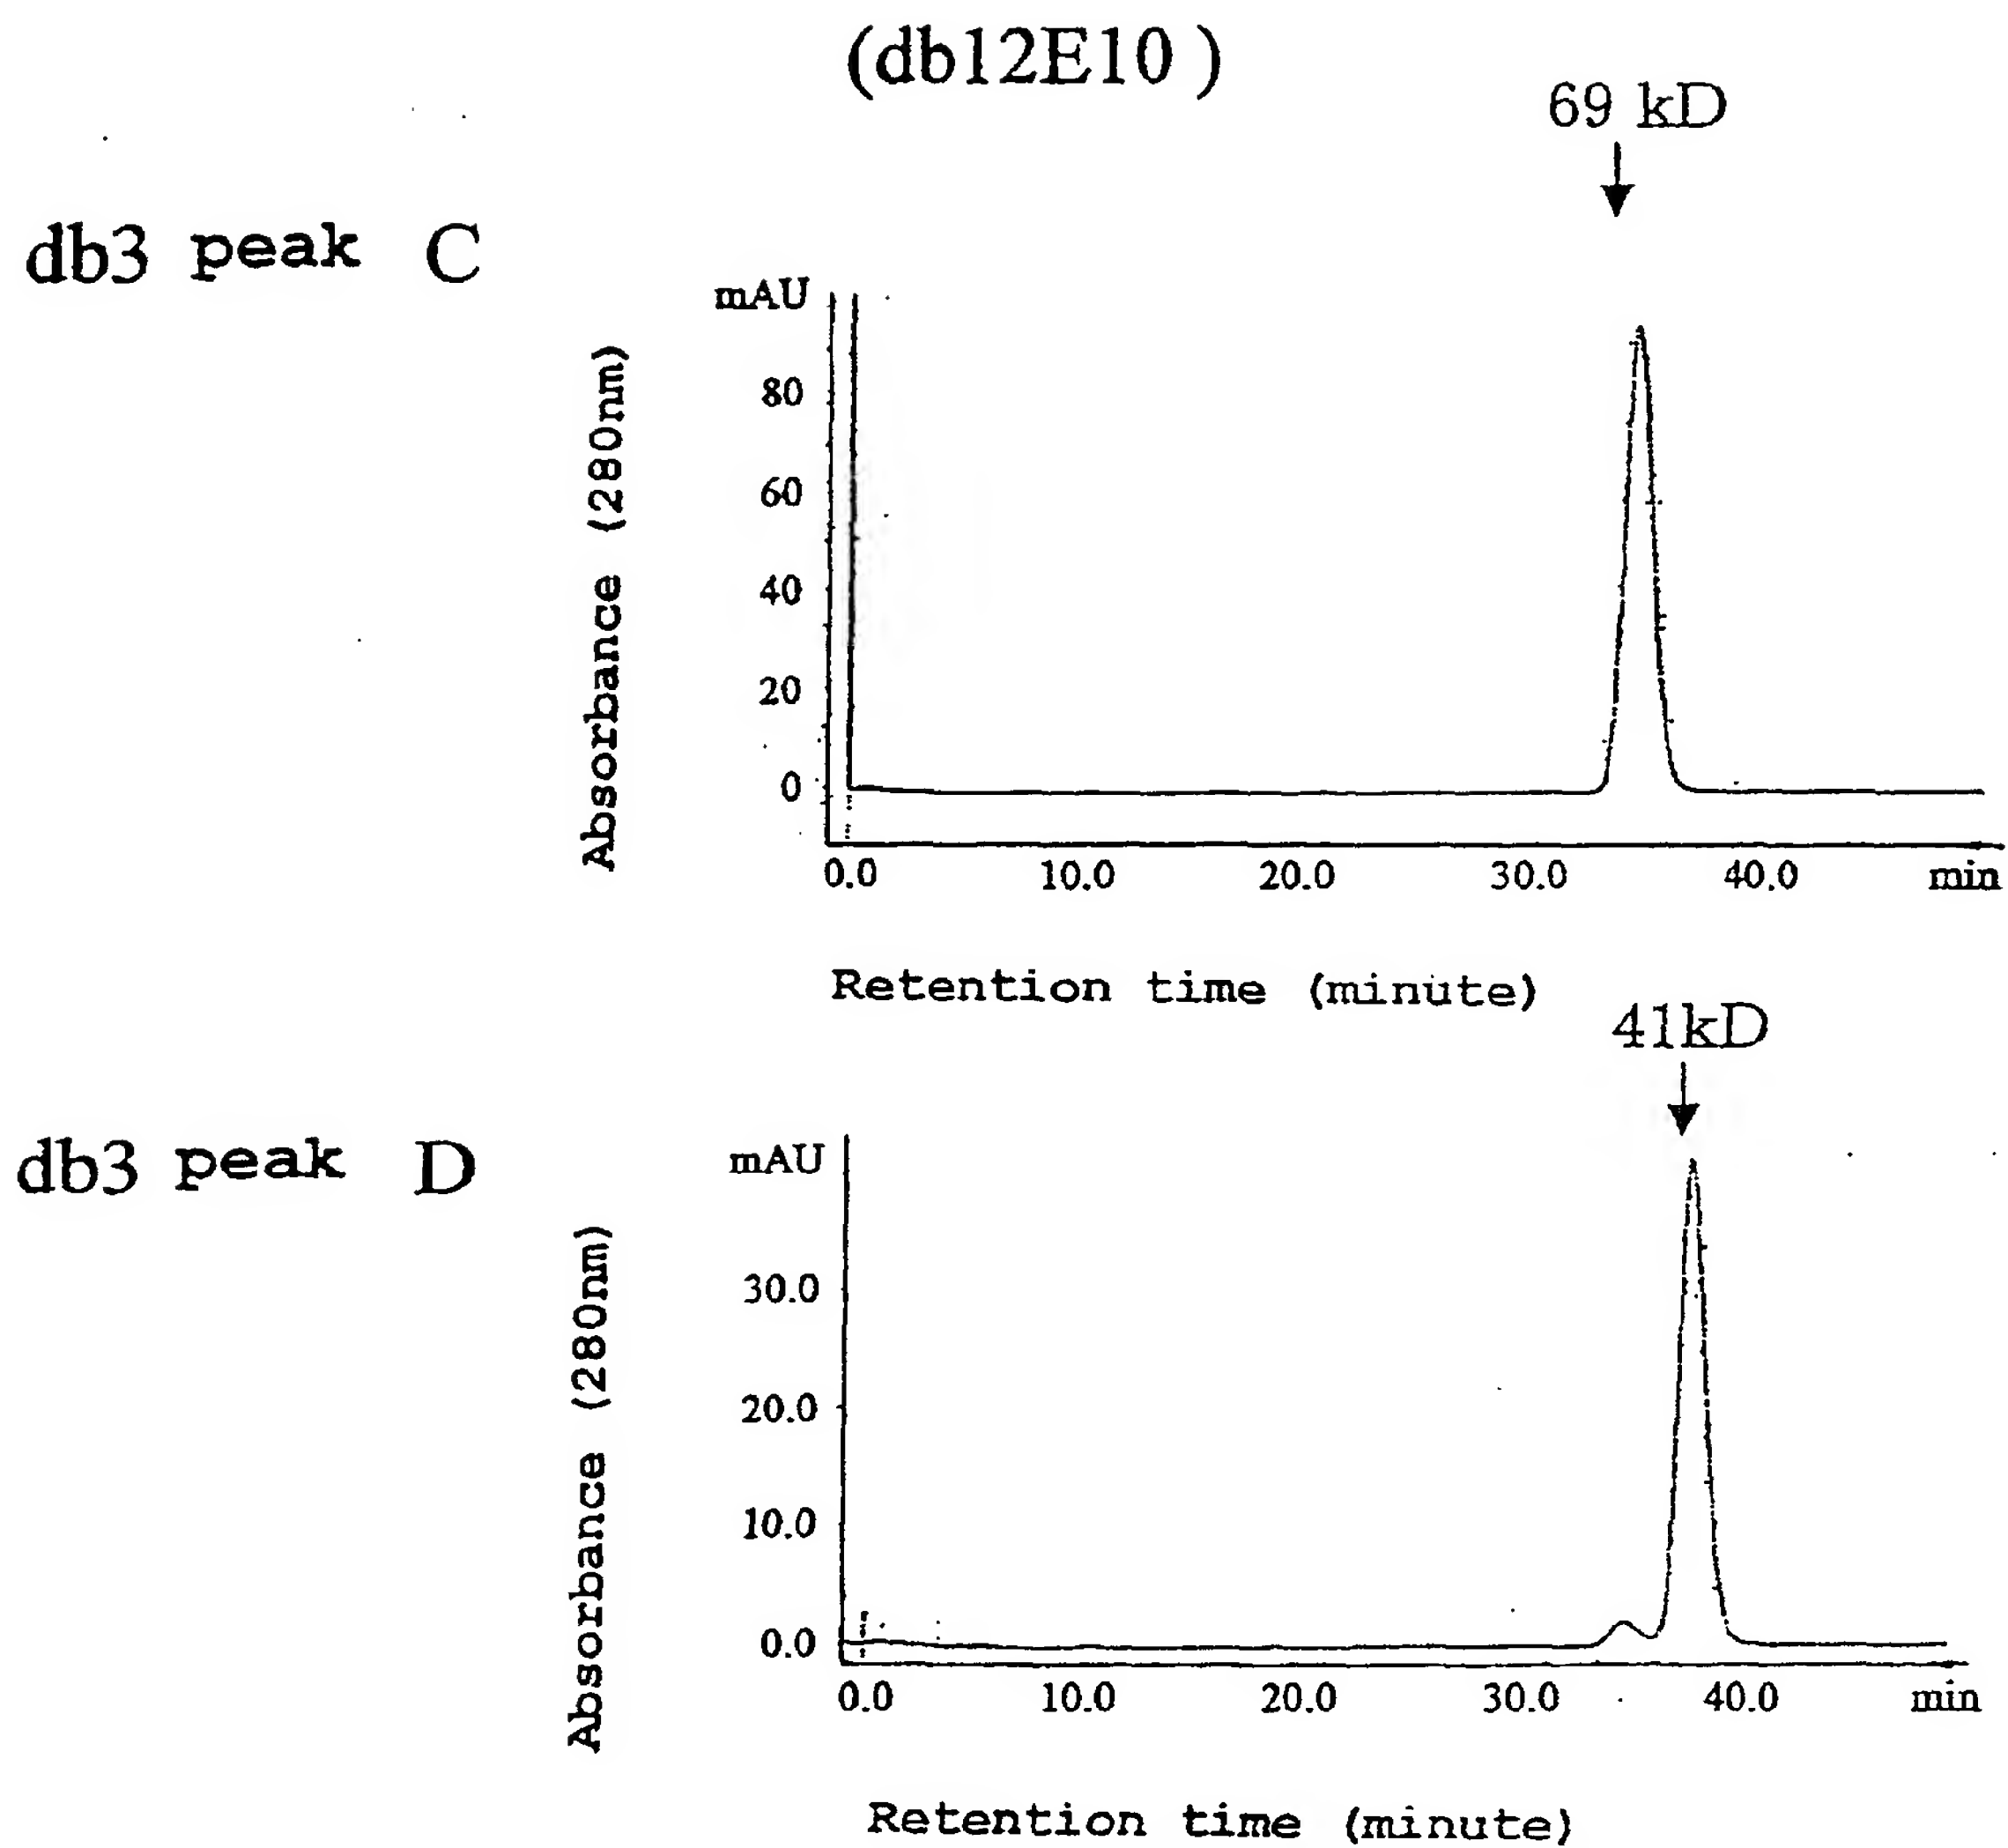 (db12E10 )
69 kD
db3 peak C
mAU
Absorbance (280nm)
80
60
40
20
0
0.0 10.0 20.0 30.0 40.0 min
Retention time (minute)
41kD
db3 peak D
mAU
Absorbance (280nm)
30.0
20.0
10.0
0.0
0.0 10.0 20.0 30.0 40.0 min
Retention time (minute)